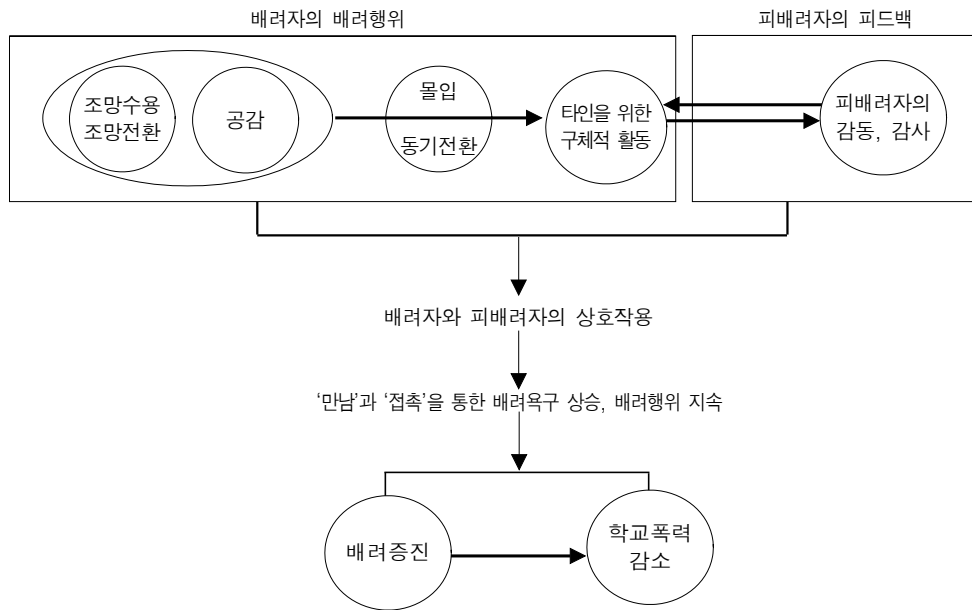 배려자의 배려행위
피배려자의 피드백
조망수용
조망전환
공감
몰입
동기전환
타인을 위한
구체적 활동
피배려자의
감동, 감사
배려자와 피배려자의 상호작용
‘만남’과 ‘접촉’을 통한 배려욕구 상승, 배려행위 지속
배려증진
학교폭력
감소